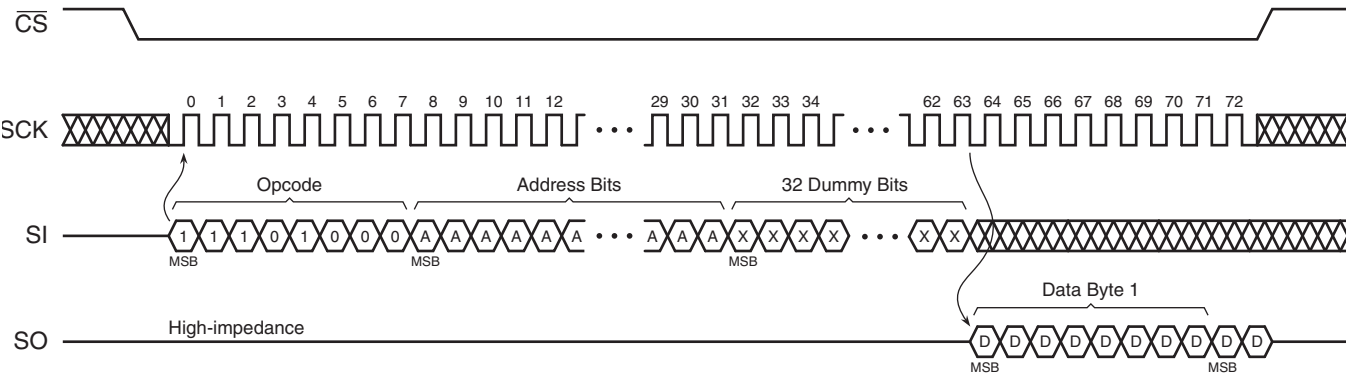 CS
0 1 2 3 4 5 6 7 8 9 10 11 12 29 30 31 32 33 34 62 63 64 65 66 67 68 69 70 71 72
SCK • • • • • •
Opcode Address Bits 32 Dummy Bits
SI 1 1 1 0 1 0 0 0 A A A A A A • • • A A A X X X X • • • X X
MSB MSB MSB
Data Byte 1
High-impedance
SO D D D D D D D D D D
MSB MSB